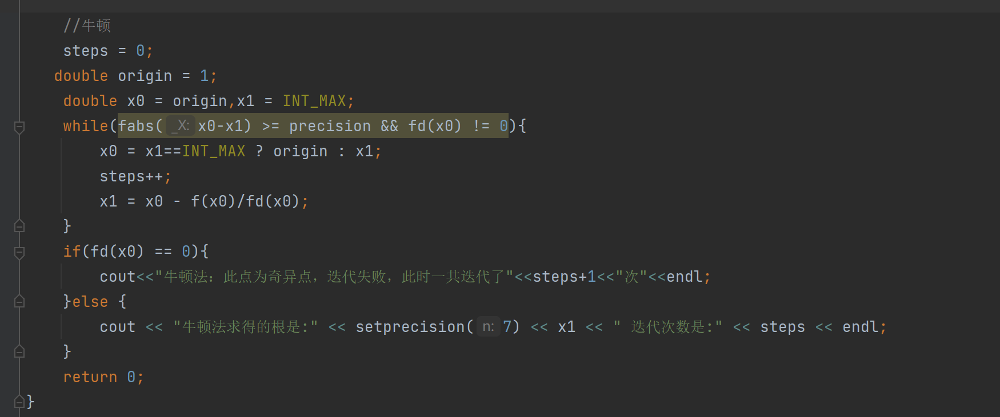 //牛顿
steps = 0;
double origin = 1;
double x0 = origin,x1 = INT_MAX;
while(fabs( _X: x0-x1) >= precision && fd(x0) != 0){
x0 = x1==INT_MAX ? origin : x1;
steps++;
x1 = x0 - f(x0)/fd(x0);
}
if(fd(x0) == 0){
cout<<"牛顿法：此点为奇异点，迭代失败，此时一共迭代了"<<steps+1<<"次"<<endl;
}else {
cout << "牛顿法求得的根是:" << setprecision( n: 7) << x1 << " 迭代次数是:" << steps << endl;
}
return 0;
}